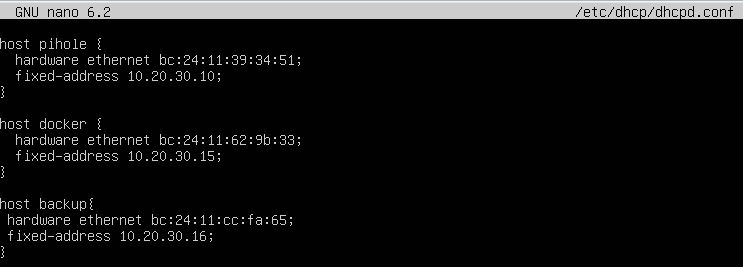 GNU nano 6.2 /etc/dhcp/dhcpd.conf
host pihole {
  hardware ethernet bc:24:11:39:34:51;
  fixed-address 10.20.30.10;
}
host docker {
  hardware ethernet bc:24:11:62:9b:33;
  fixed-address 10.20.30.15;
}
host backup{
 hardware ethernet bc:24:11:cc:fa:65;
 fixed-address 10.20.30.16;
}